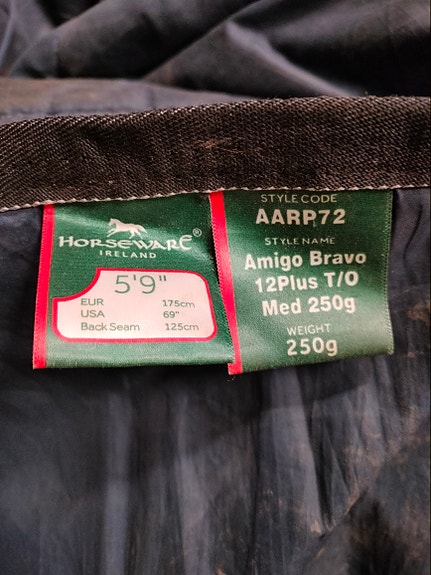 HORSEWARE®
IRELAND
5'9"
EUR 175cm
USA 69"
Back Seam 125cm
STYLE CODE
AARP72
STYLE NAME
Amigo Bravo
12Plus T/O
Med 250g
WEIGHT
250g